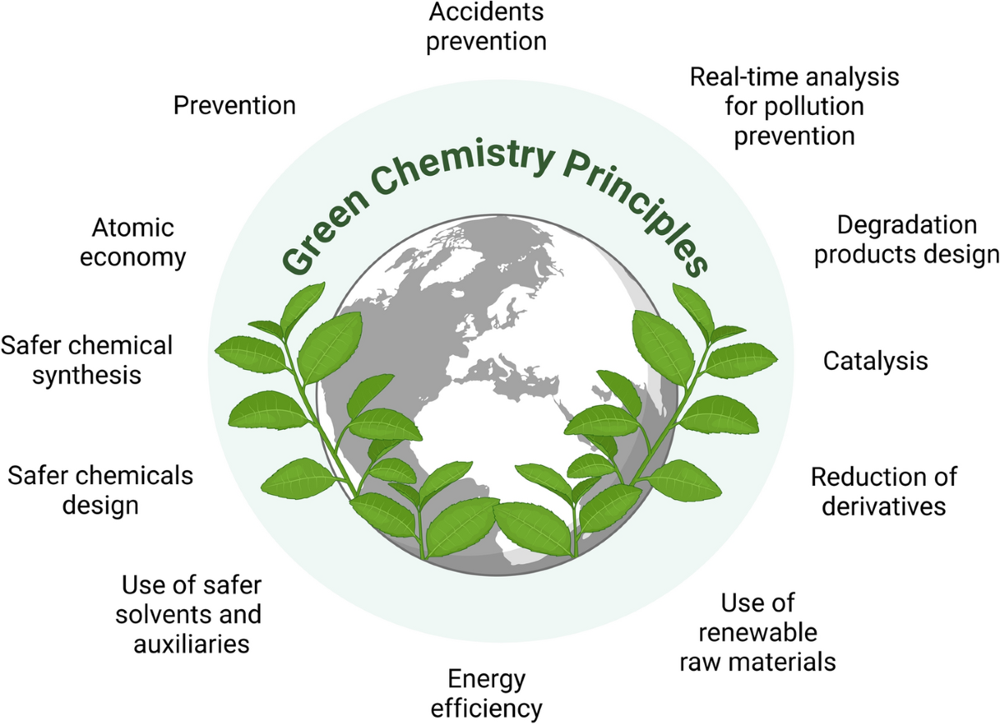 Accidents
prevention
Real-time analysis
for pollution
prevention
Prevention
Green Chemistry Principles
Atomic
economy
Degradation
products design
Safer chemical
synthesis
Catalysis
Safer chemicals
design
Reduction of
derivatives
Use of safer
solvents and
auxiliaries
Use of
renewable
raw materials
Energy
efficiency